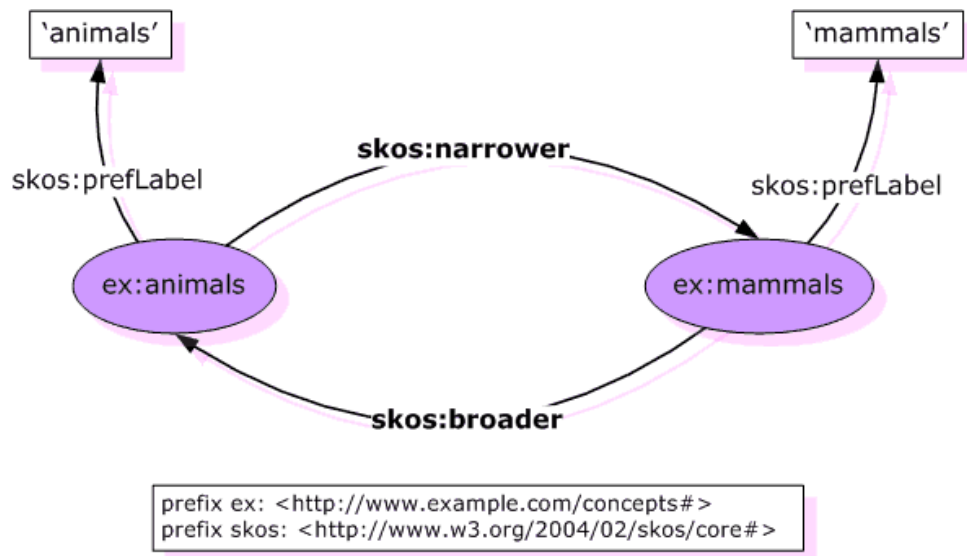 ‘animals’
‘mammals’
skos:narrower
skos:prefLabel
skos:prefLabel
ex:animals
ex:mammals
skos:broader
prefix ex: <http://www.example.com/concepts#>
prefix skos: <http://www.w3.org/2004/02/skos/core#>